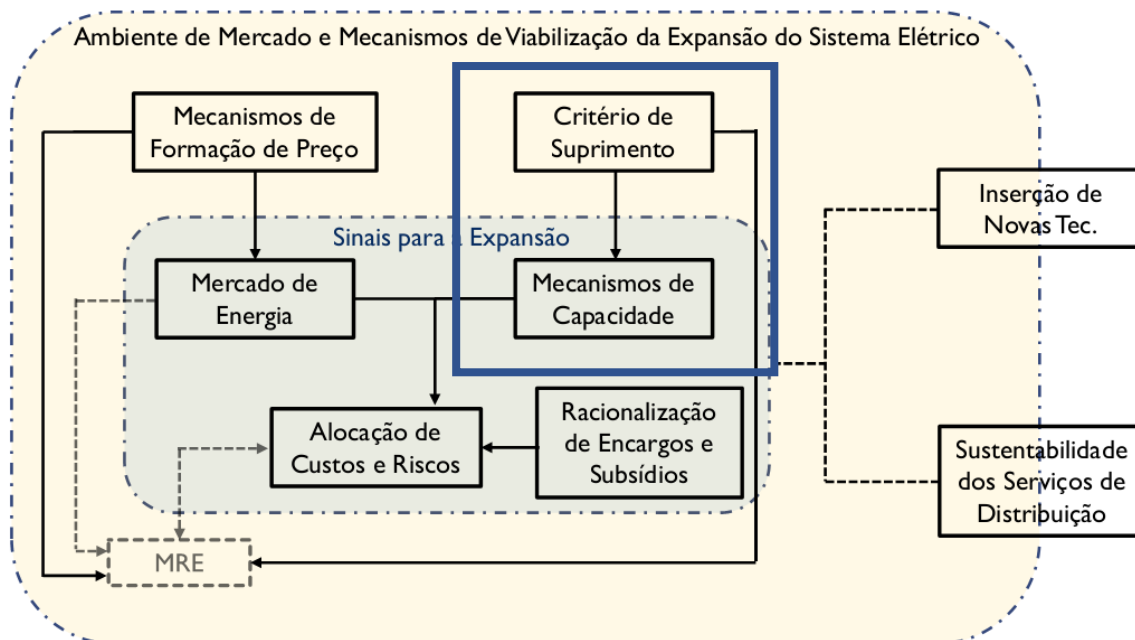 Ambiente de Mercado e Mecanismos de Viabilização da Expansão do Sistema Elétrico
Mecanismos de
Formação de Preço
Critério de
Suprimento
Inserção de
Novas Tec.
Sinais para a Expansão
Mercado de
Energia
Mecanismos de
Capacidade
Alocação de
Custos e Riscos
Racionalização
de Encargos e
Subsídios
Sustentabilidade
dos Serviços de
Distribuição
MRE